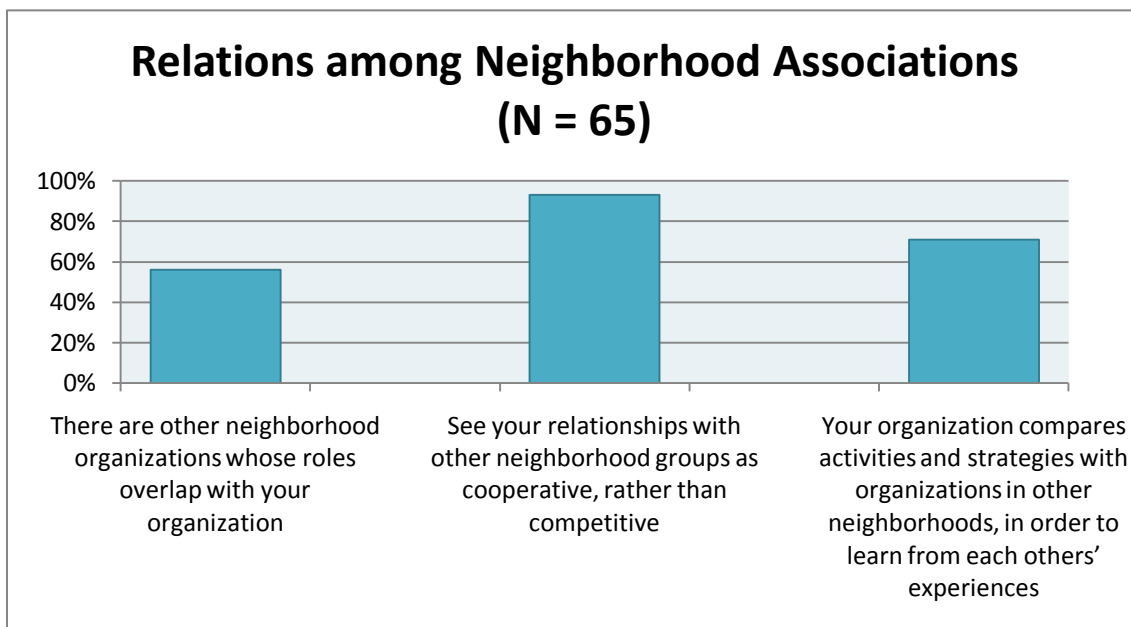 Relations among Neighborhood Associations
(N = 65)
100%
80%
60%
40%
20%
0%
There are other neighborhood
organizations whose roles
overlap with your
organization
See your relationships with
other neighborhood groups as
cooperative, rather than
competitive
Your organization compares
activities and strategies with
organizations in other
neighborhoods, in order to
learn from each others’
experiences